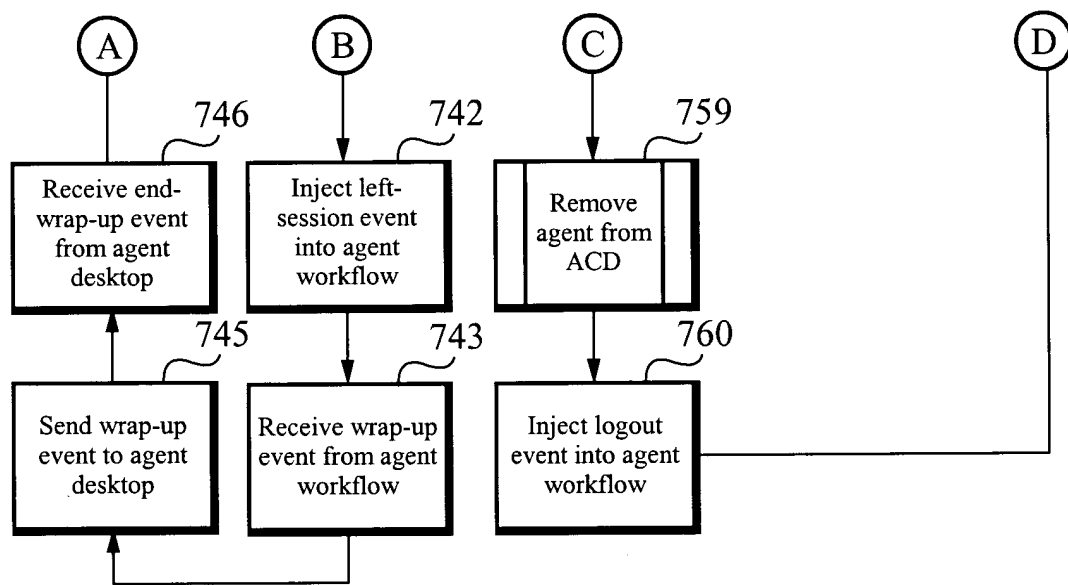 A
B
C
D
746
742
759
Receive end-
wrap-up event
from agent
desktop
Inject left-
session event
into agent
workflow
Remove
agent from
ACD
745
743
760
Send wrap-up
event to agent
desktop
Receive wrap-up
event from agent
workflow
Inject logout
event into agent
workflow